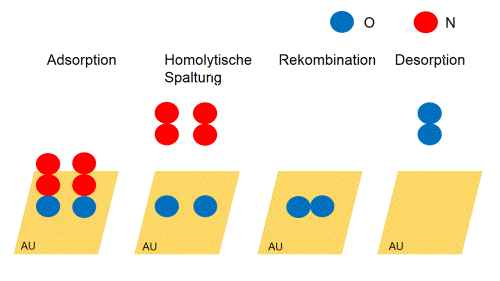 O
N
Adsorption
Homolytische
Spaltung
Rekombination
Desorption
AU
AU
AU
AU